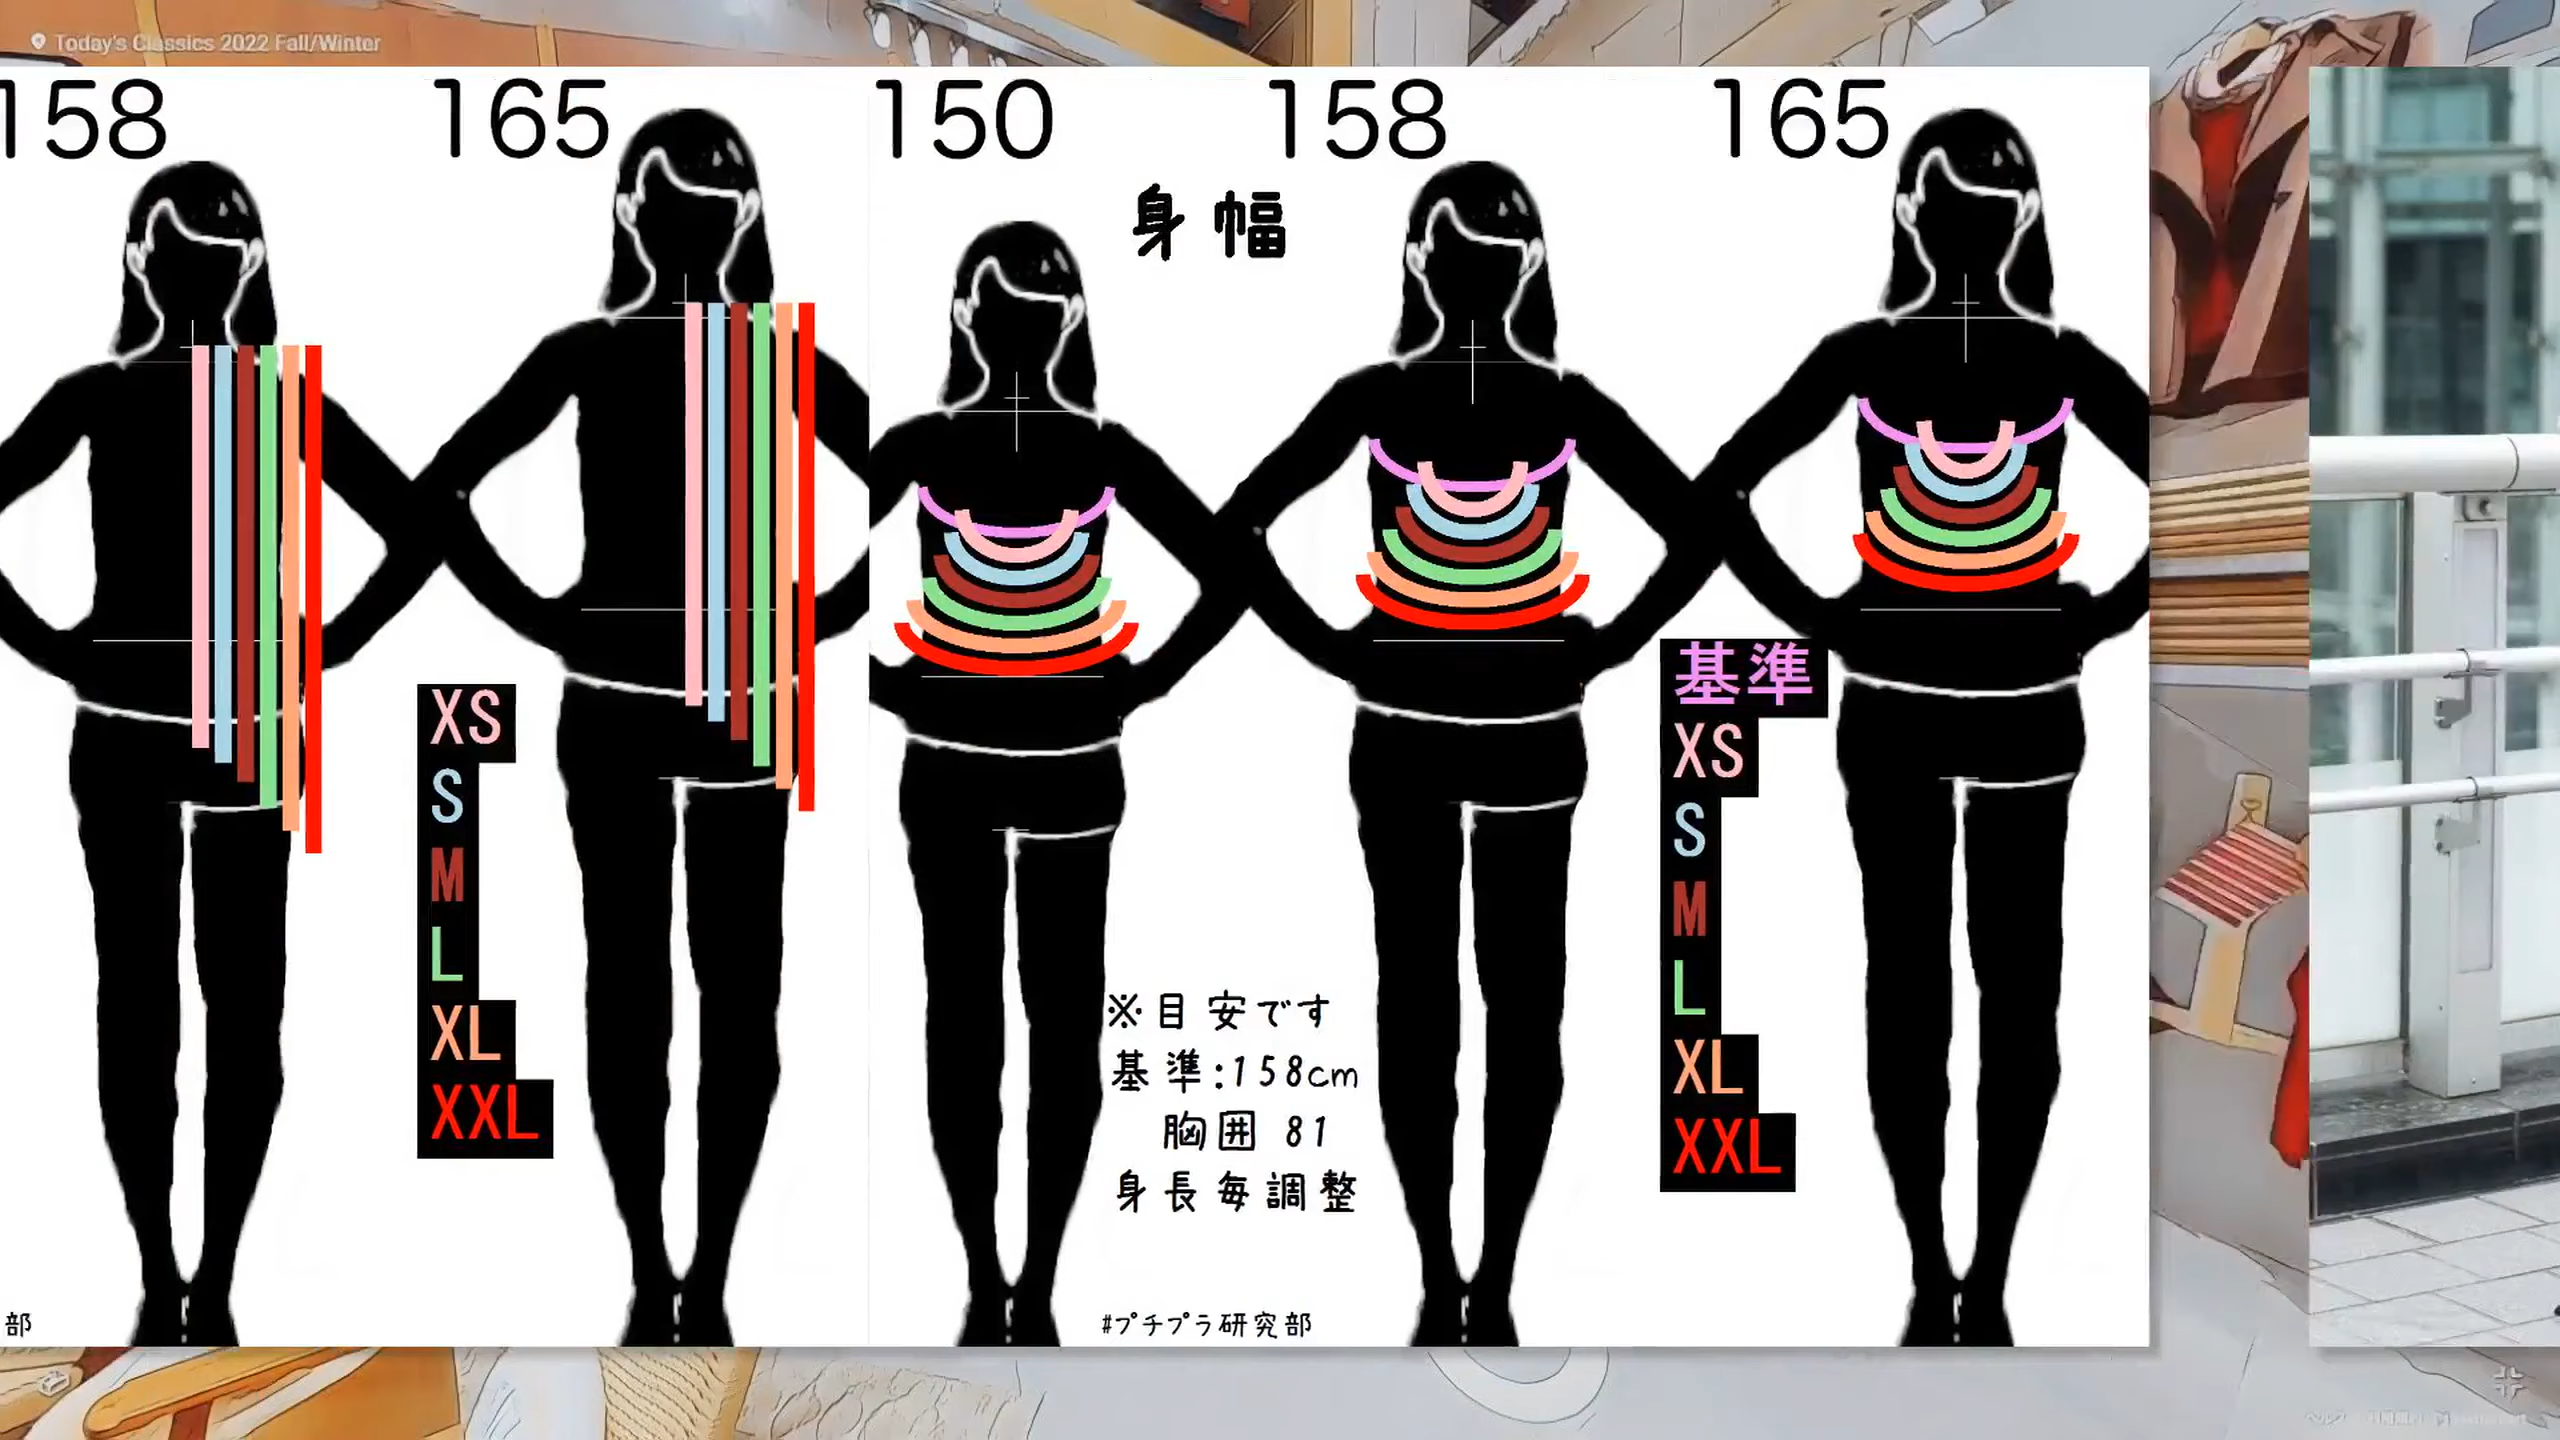 Today's Classics 2022 Fall/Winter
158
165
XS
S
M
L
XL
XXL
部
150
158
165
身幅
基準
XS
S
M
L
XL
XXL
※目安です
基準:158cm
胸囲 81
身長毎調整
#プチプラ研究部